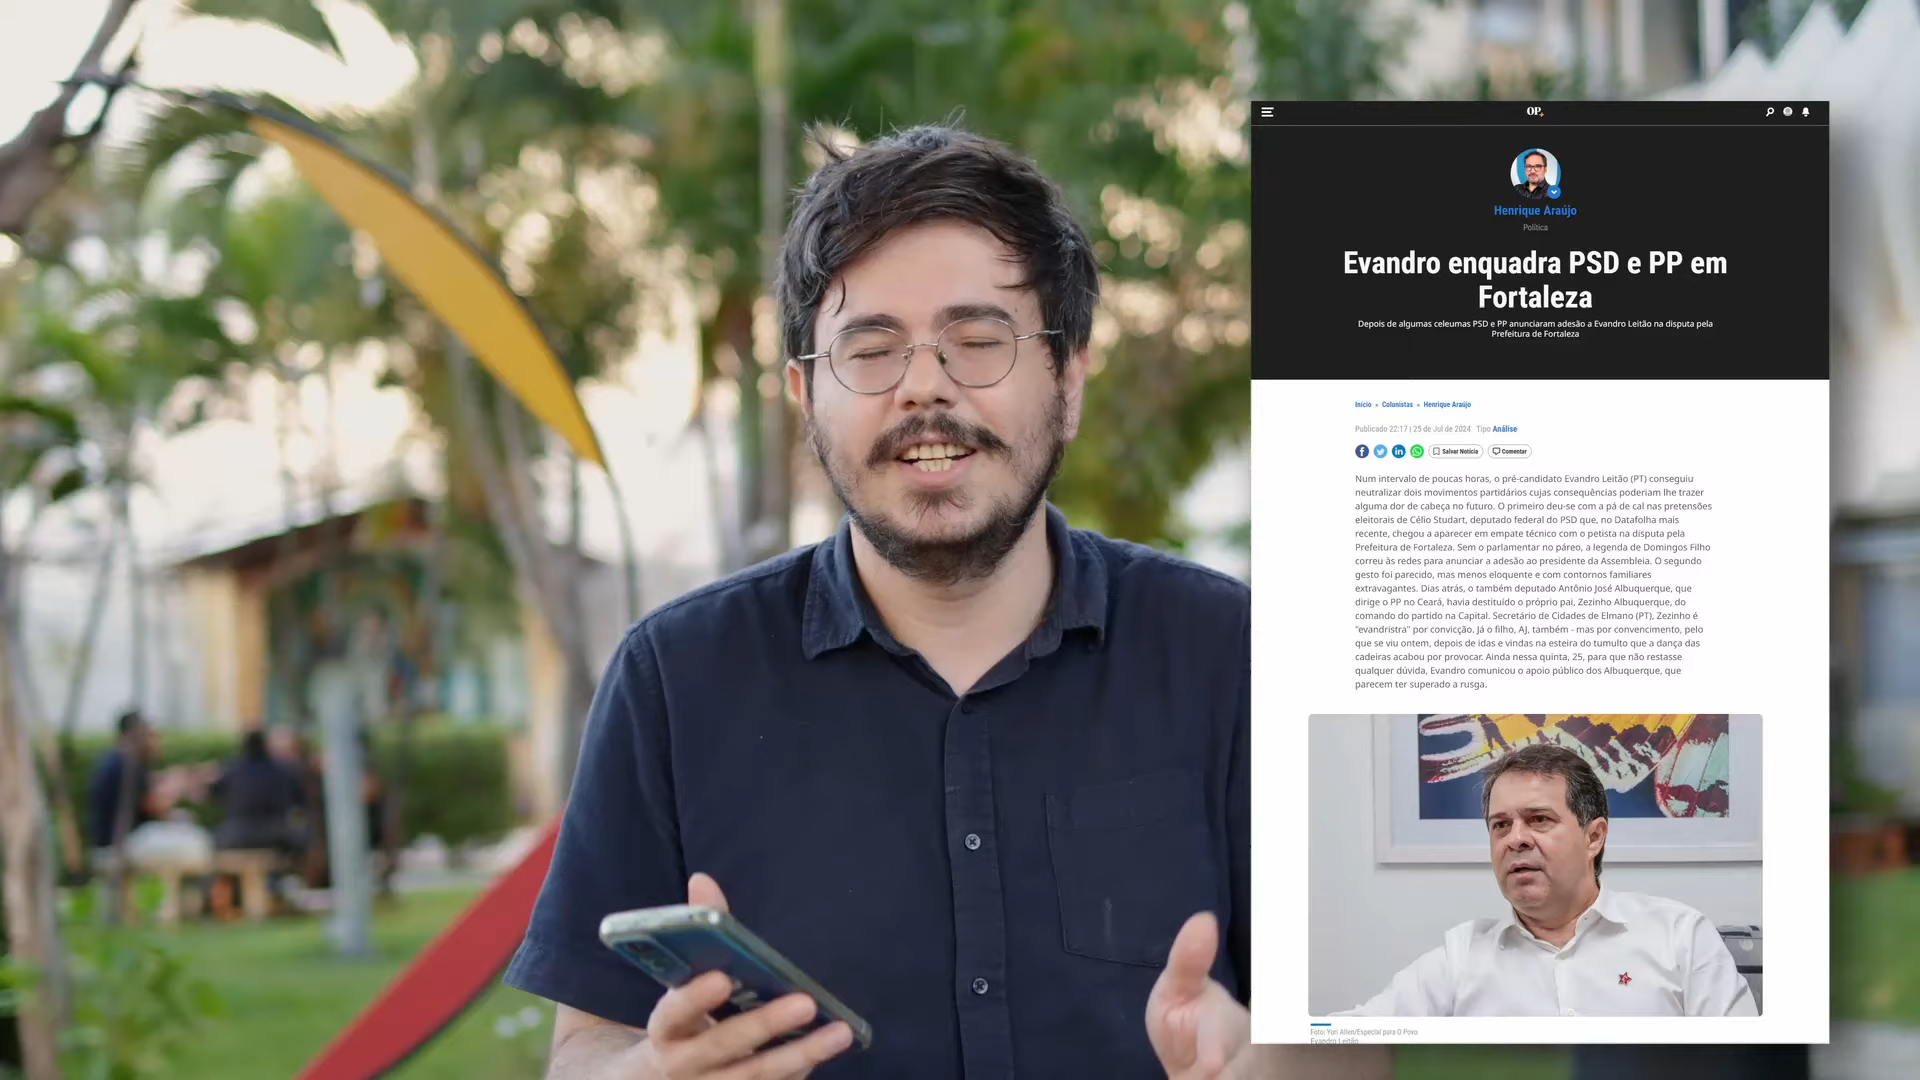 OP+
Henrique Araújo
Política
Evandro enquadra PSD e PP em
Fortaleza
Depois de algumas celeumas PSD e PP anunciaram adesão a Evandro Leitão na disputa pela
Prefeitura de Fortaleza
Início • Colunistas • Henrique Araújo
Publicado 22:17 | 25 de Jul de 2024 Tipo Análise
Salvar Notícia Comentar
Num intervalo de poucas horas, o pré-candidato Evandro Leitão (PT) conseguiu
neutralizar dois movimentos partidários cujas consequências poderiam lhe trazer
alguma dor de cabeça no futuro. O primeiro deu-se com a pá de cal nas pretensões
eleitorais de Célio Studart, deputado federal do PSD que, no Datafolha mais
recente, chegou a aparecer em empate técnico com o petista na disputa pela
Prefeitura de Fortaleza. Sem o parlamentar no páreo, a legenda de Domingos Filho
correu às redes para anunciar a adesão ao presidente da Assembleia. O segundo
gesto foi parecido, mas menos eloquente e com contornos familiares
extravagantes. Dias atrás, o também deputado Antônio José Albuquerque, que
dirige o PP no Ceará, havia destituído o próprio pai, Zezinho Albuquerque, do
comando do partido na Capital. Secretário de Cidades de Elmano (PT), Zezinho é
"evandristra" por convicção. Já o filho, AJ, também - mas por convencimento, pelo
que se viu ontem, depois de idas e vindas na esteira do tumulto que a dança das
cadeiras acabou por provocar. Ainda nessa quinta, 25, para que não restasse
qualquer dúvida, Evandro comunicou o apoio público dos Albuquerque, que
parecem ter superado a rusga.
Foto: Yuri Allen/Especial para O Povo
Evandro Leitão